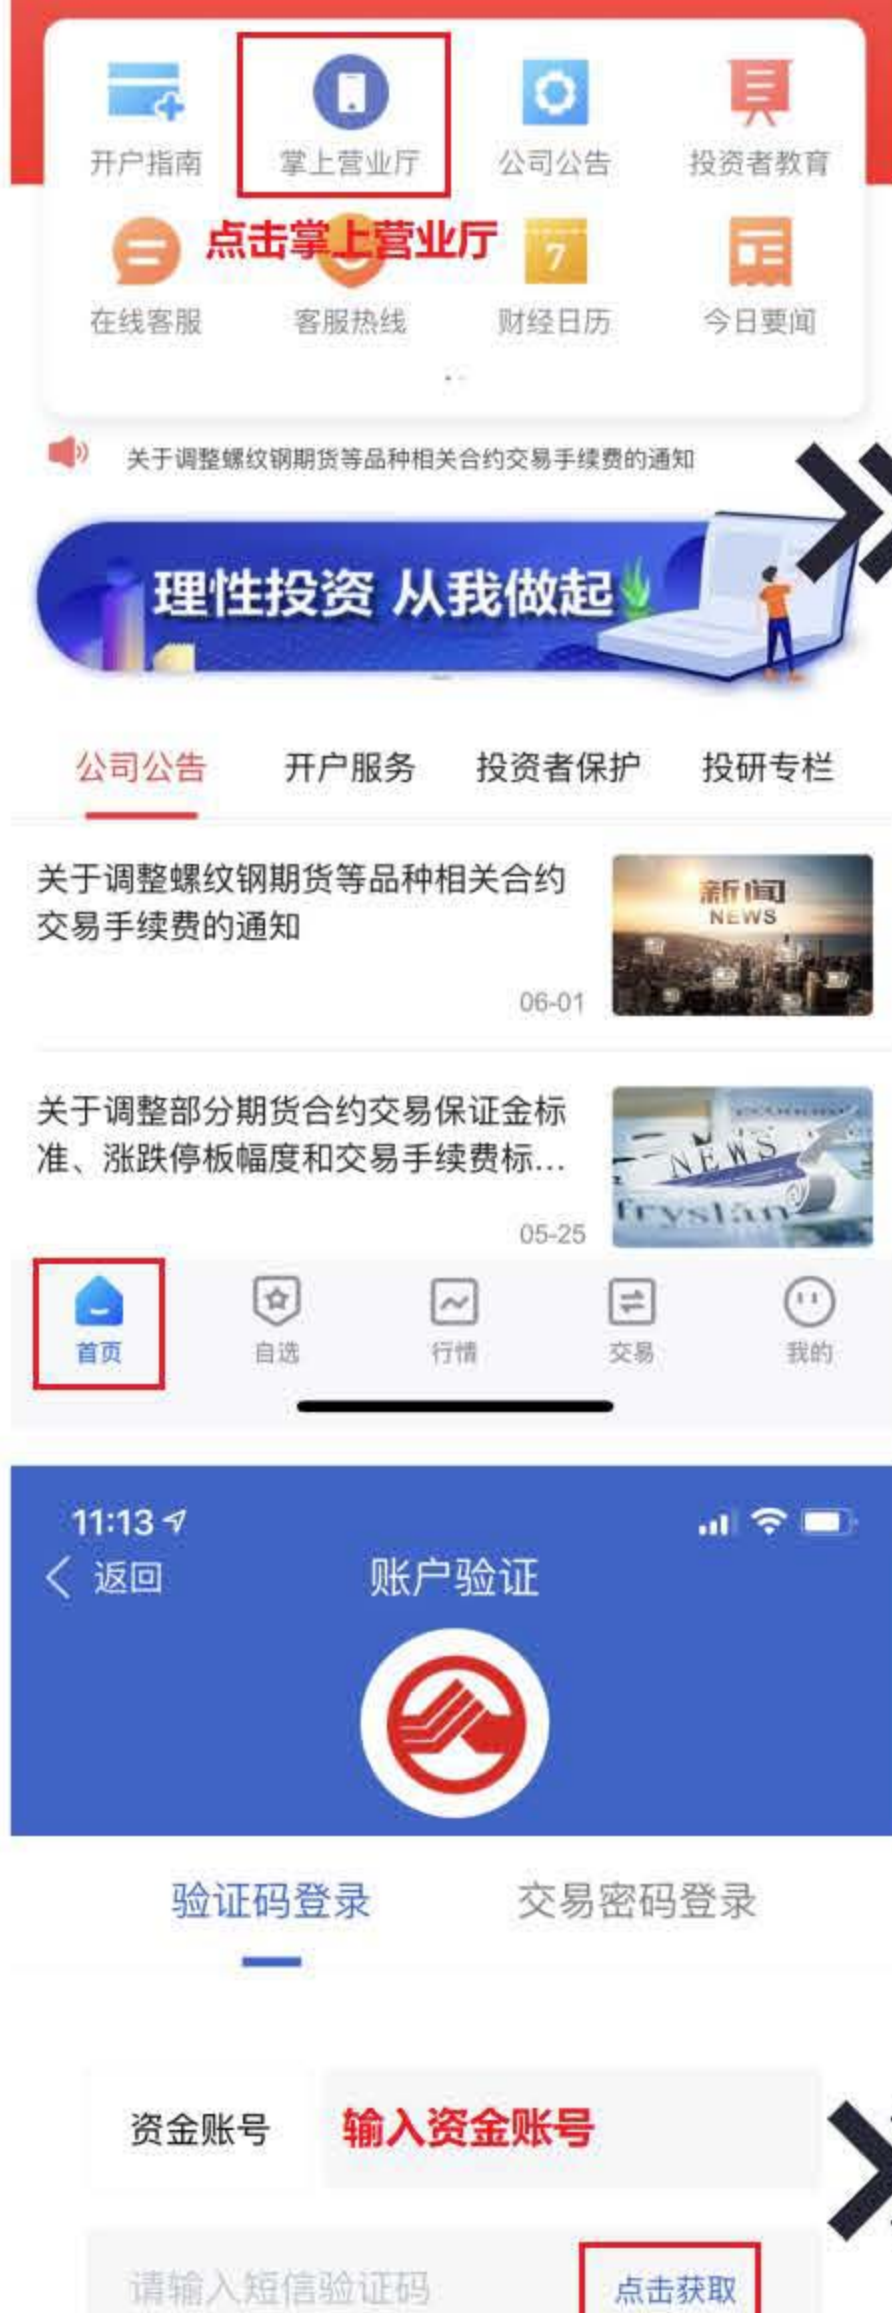 开户指南 掌上营业厅 公司公告 投资者教育
点击掌上营业厅
7
在线客服 客服热线 财经日历 今日要闻
关于调整螺纹钢期货等品种相关合约交易手续费的通知
理性投资 从我做起
公司公告 开户服务 投资者保护 投研专栏
关于调整螺纹钢期货等品种相关合约
交易手续费的通知
新闻
NEWS
06-01
关于调整部分期货合约交易保证金标
准、涨跌停板幅度和交易手续费标...
NEWS
fryslân
05-25
首页 自选 行情 交易 我的
11:13
返回 账户验证
验证码登录 交易密码登录
资金账号 输入资金账号
请输入短信验证码 点击获取